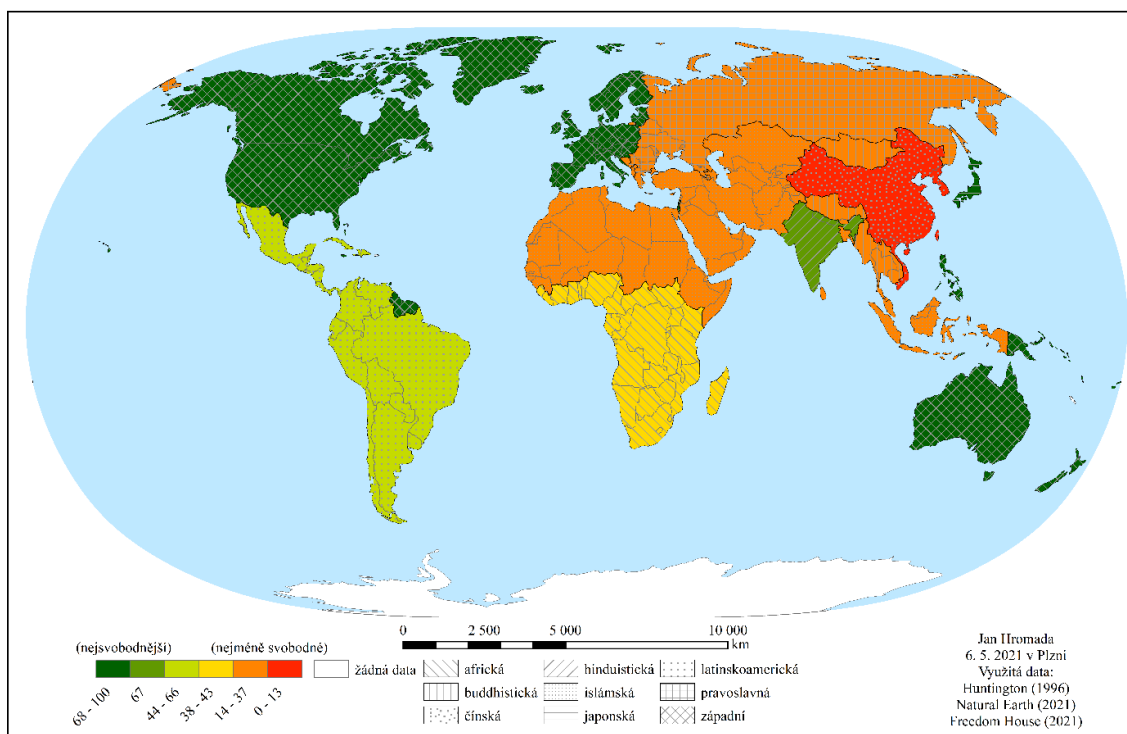 (nejsvobodnější) (nejméně svobodné)
68 - 100
67
44 - 66
38 - 43
14 - 37
0 - 13
žádná data
0 2 500 5 000 10 000
km
africká hinduistická latinskoamerická
buddhistická islámská pravoslavná
čínská japonská západní
Jan Hromada
6. 5. 2021 v Plzni
Využitá data:
Huntington (1996)
Natural Earth (2021)
Freedom House (2021)